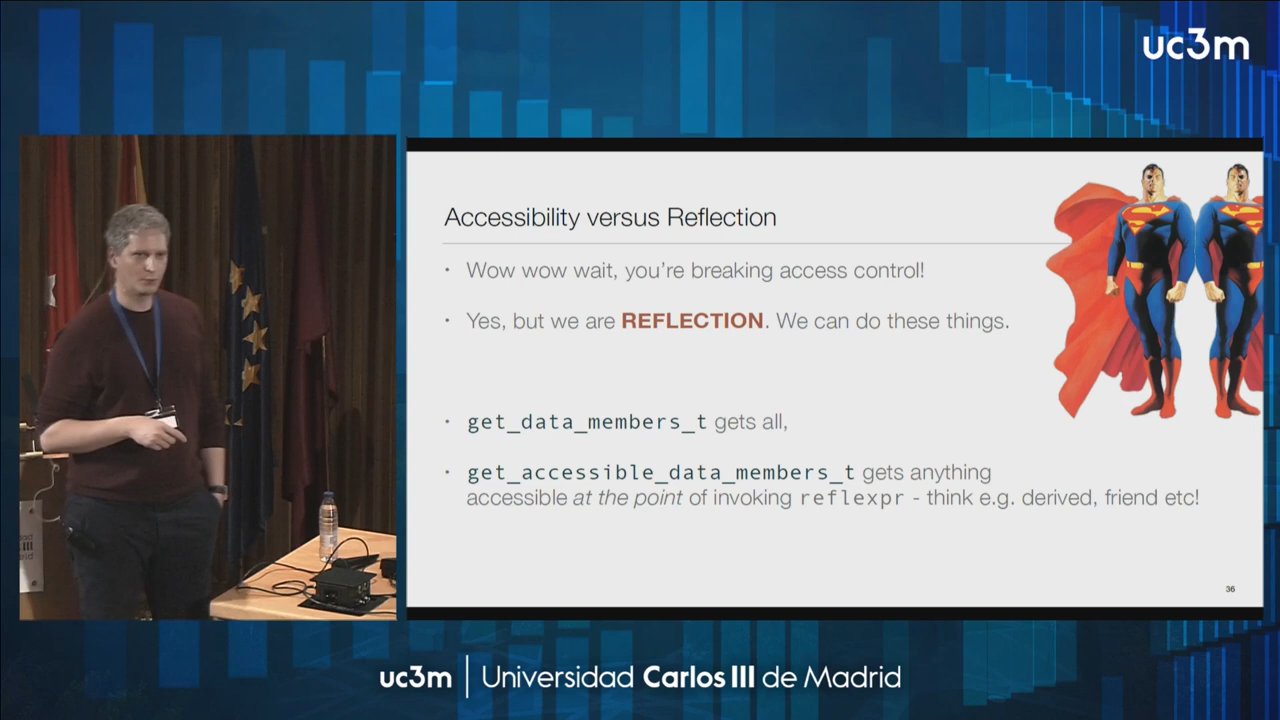 uc3m
Accessibility versus Reflection
· Wow wow wait, you're breaking access control!
· Yes, but we are REFLECTION. We can do these things.
· get_data_members_t gets all,
· get_accessible_data_members_t gets anything
accessible at the point of invoking reflexpr - think e.g. derived, friend etc!
36
uc3m | Universidad Carlos III de Madrid